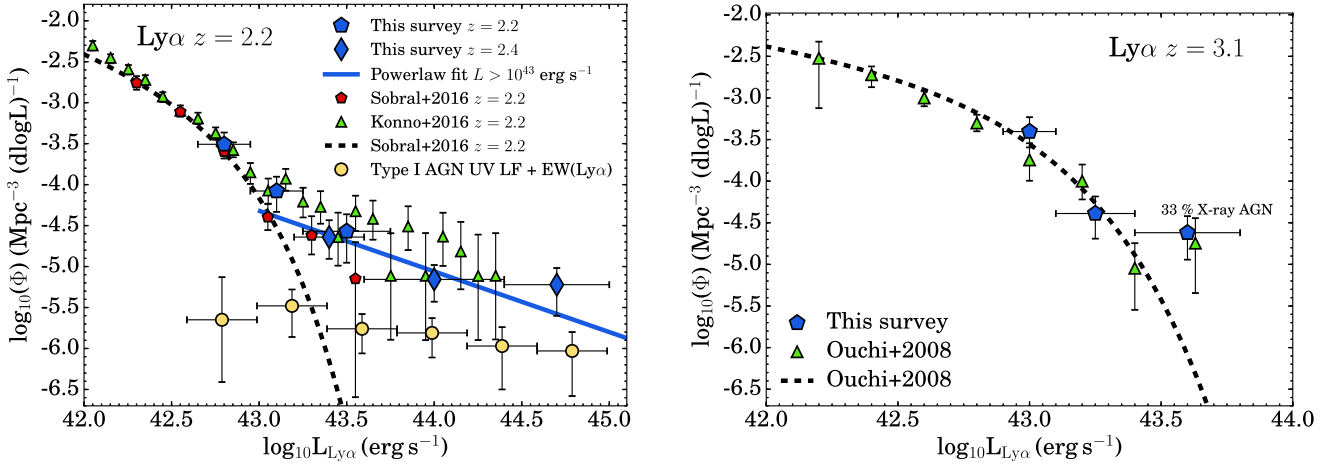 Lyα z = 2.2
This survey z = 2.2
This survey z = 2.4
Powerlaw fit L > 10^43 erg s^−1
Sobral+2016 z = 2.2
Konno+2016 z = 2.2
Sobral+2016 z = 2.2
Type I AGN UV LF + EW(Lyα)
log10(Φ) (Mpc^−3 (dlogL)^−1)
-2.0
-2.5
-3.0
-3.5
-4.0
-4.5
-5.0
-5.5
-6.0
-6.5
42.0 42.5 43.0 43.5 44.0 44.5 45.0
log10LLyα (erg s^−1)
Lyα z = 3.1
33 % X-ray AGN
This survey
Ouchi+2008
Ouchi+2008
log10(Φ) (Mpc^−3 (dlogL)^−1)
-2.0
-2.5
-3.0
-3.5
-4.0
-4.5
-5.0
-5.5
-6.0
-6.5
42.0 42.5 43.0 43.5 44.0
log10LLyα (erg s^−1)